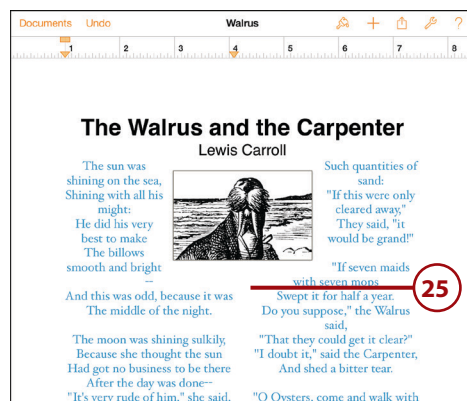 Documents Undo Walrus ?
1 2 3 4 5 6 7 8
The Walrus and the Carpenter
Lewis Carroll
The sun was
shining on the sea,
Shining with all his
might:
He did his very
best to make
The billows
smooth and bright
--
And this was odd, because it was
The middle of the night.
The moon was shining sulkily,
Because she thought the sun
Had got no business to be there
After the day was done--
"It's very rude of him," she said,
Such quantities of
sand:
"If this were only
cleared away,"
They said, "it
would be grand!"
"If seven maids
with seven mops
Swept it for half a year.
Do you suppose," the Walrus
said,
"That they could get it clear?"
"I doubt it," said the Carpenter,
And shed a bitter tear.
"O Oysters, come and walk with
25